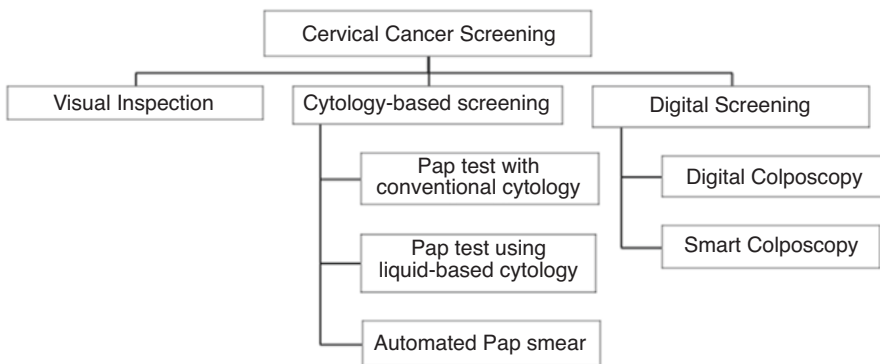 Cervical Cancer Screening
Visual Inspection
Cytology-based screening
Digital Screening
Pap test with
conventional cytology
Pap test using
liquid-based cytology
Automated Pap smear
Digital Colposcopy
Smart Colposcopy